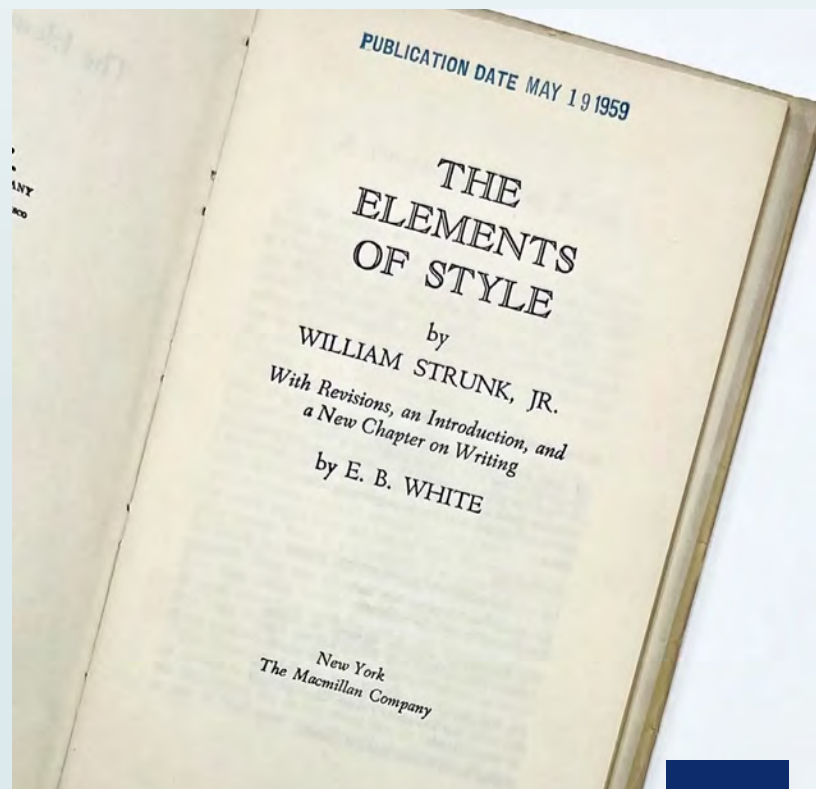 PUBLICATION DATE MAY 19 1959
THE
ELEMENTS
OF STYLE
by
WILLIAM STRUNK, JR.
With Revisions, an Introduction, and
a New Chapter on Writing
by E. B. WHITE
New York
The Macmillan Company